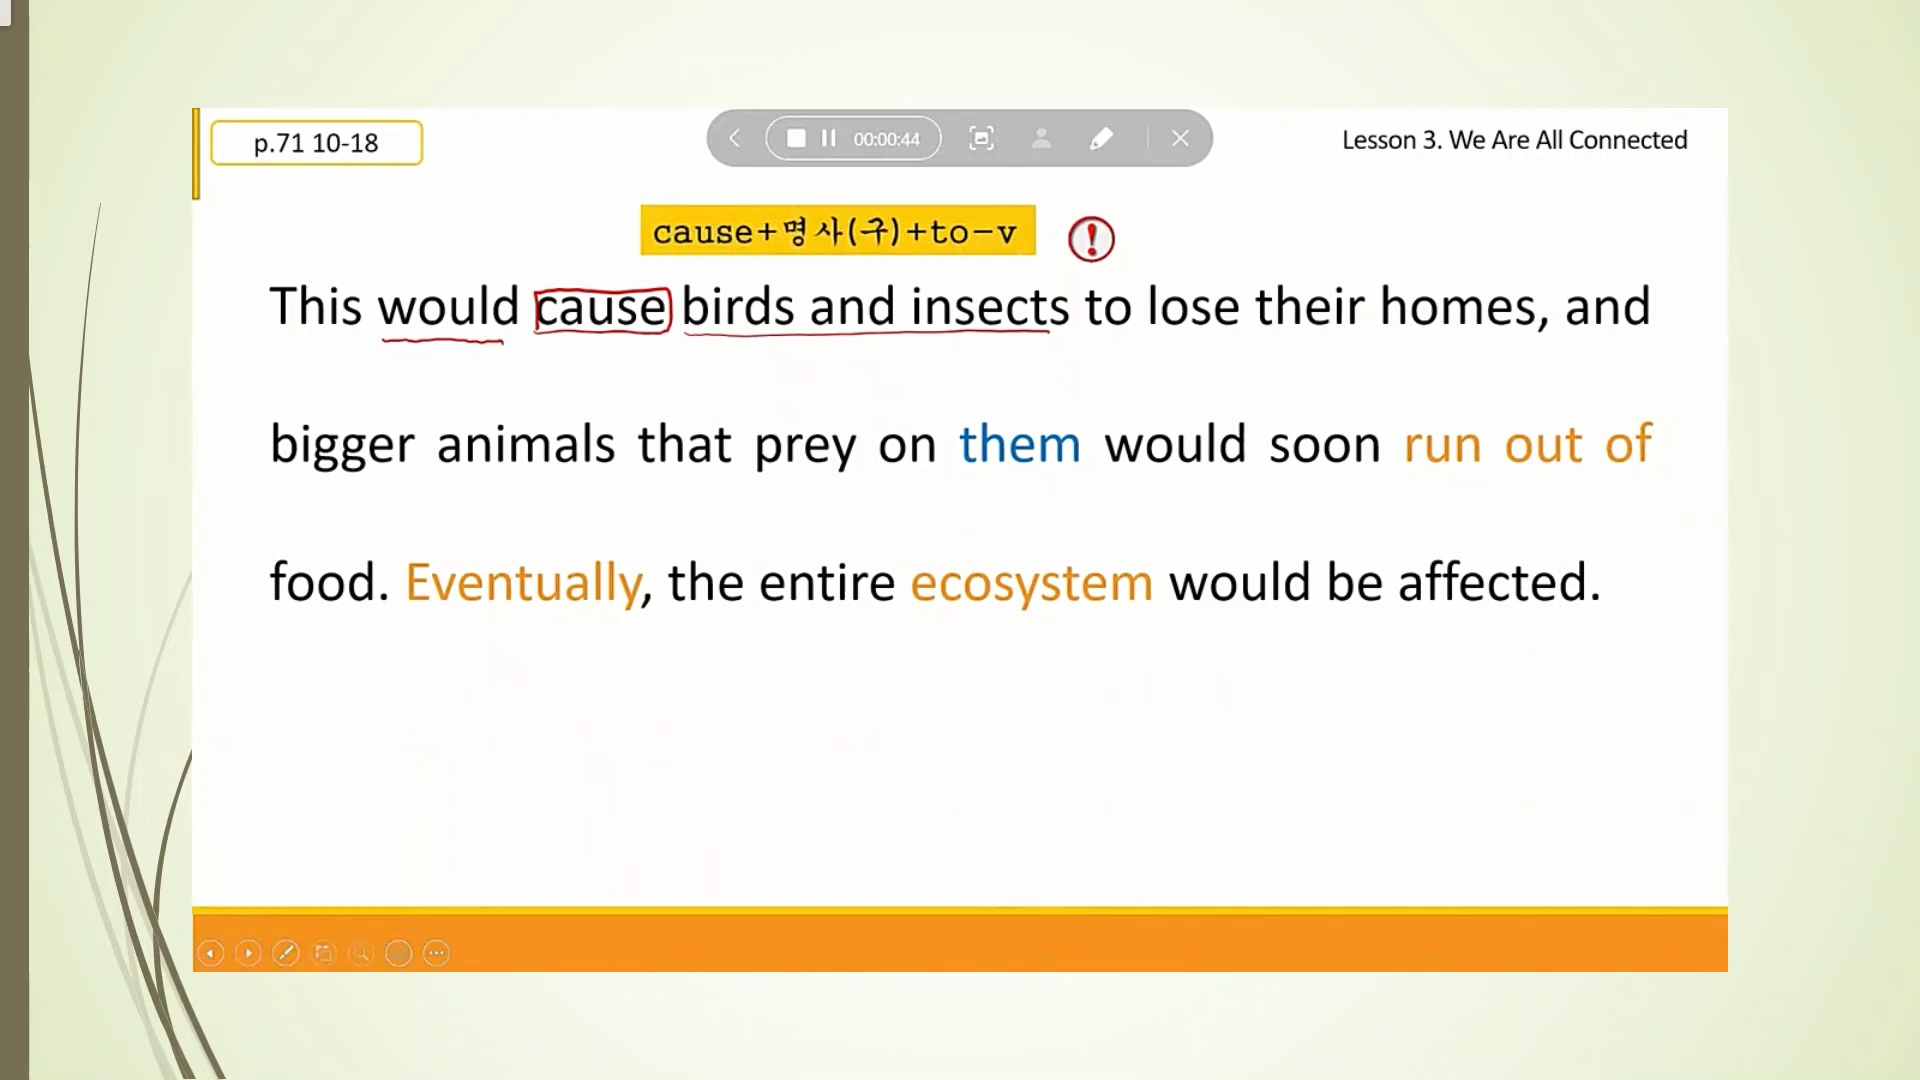 p.71 10-18
00:00:44
Lesson 3. We Are All Connected
cause+명사(구)+to-v
This would cause birds and insects to lose their homes, and
bigger animals that prey on them would soon run out of
food. Eventually, the entire ecosystem would be affected.